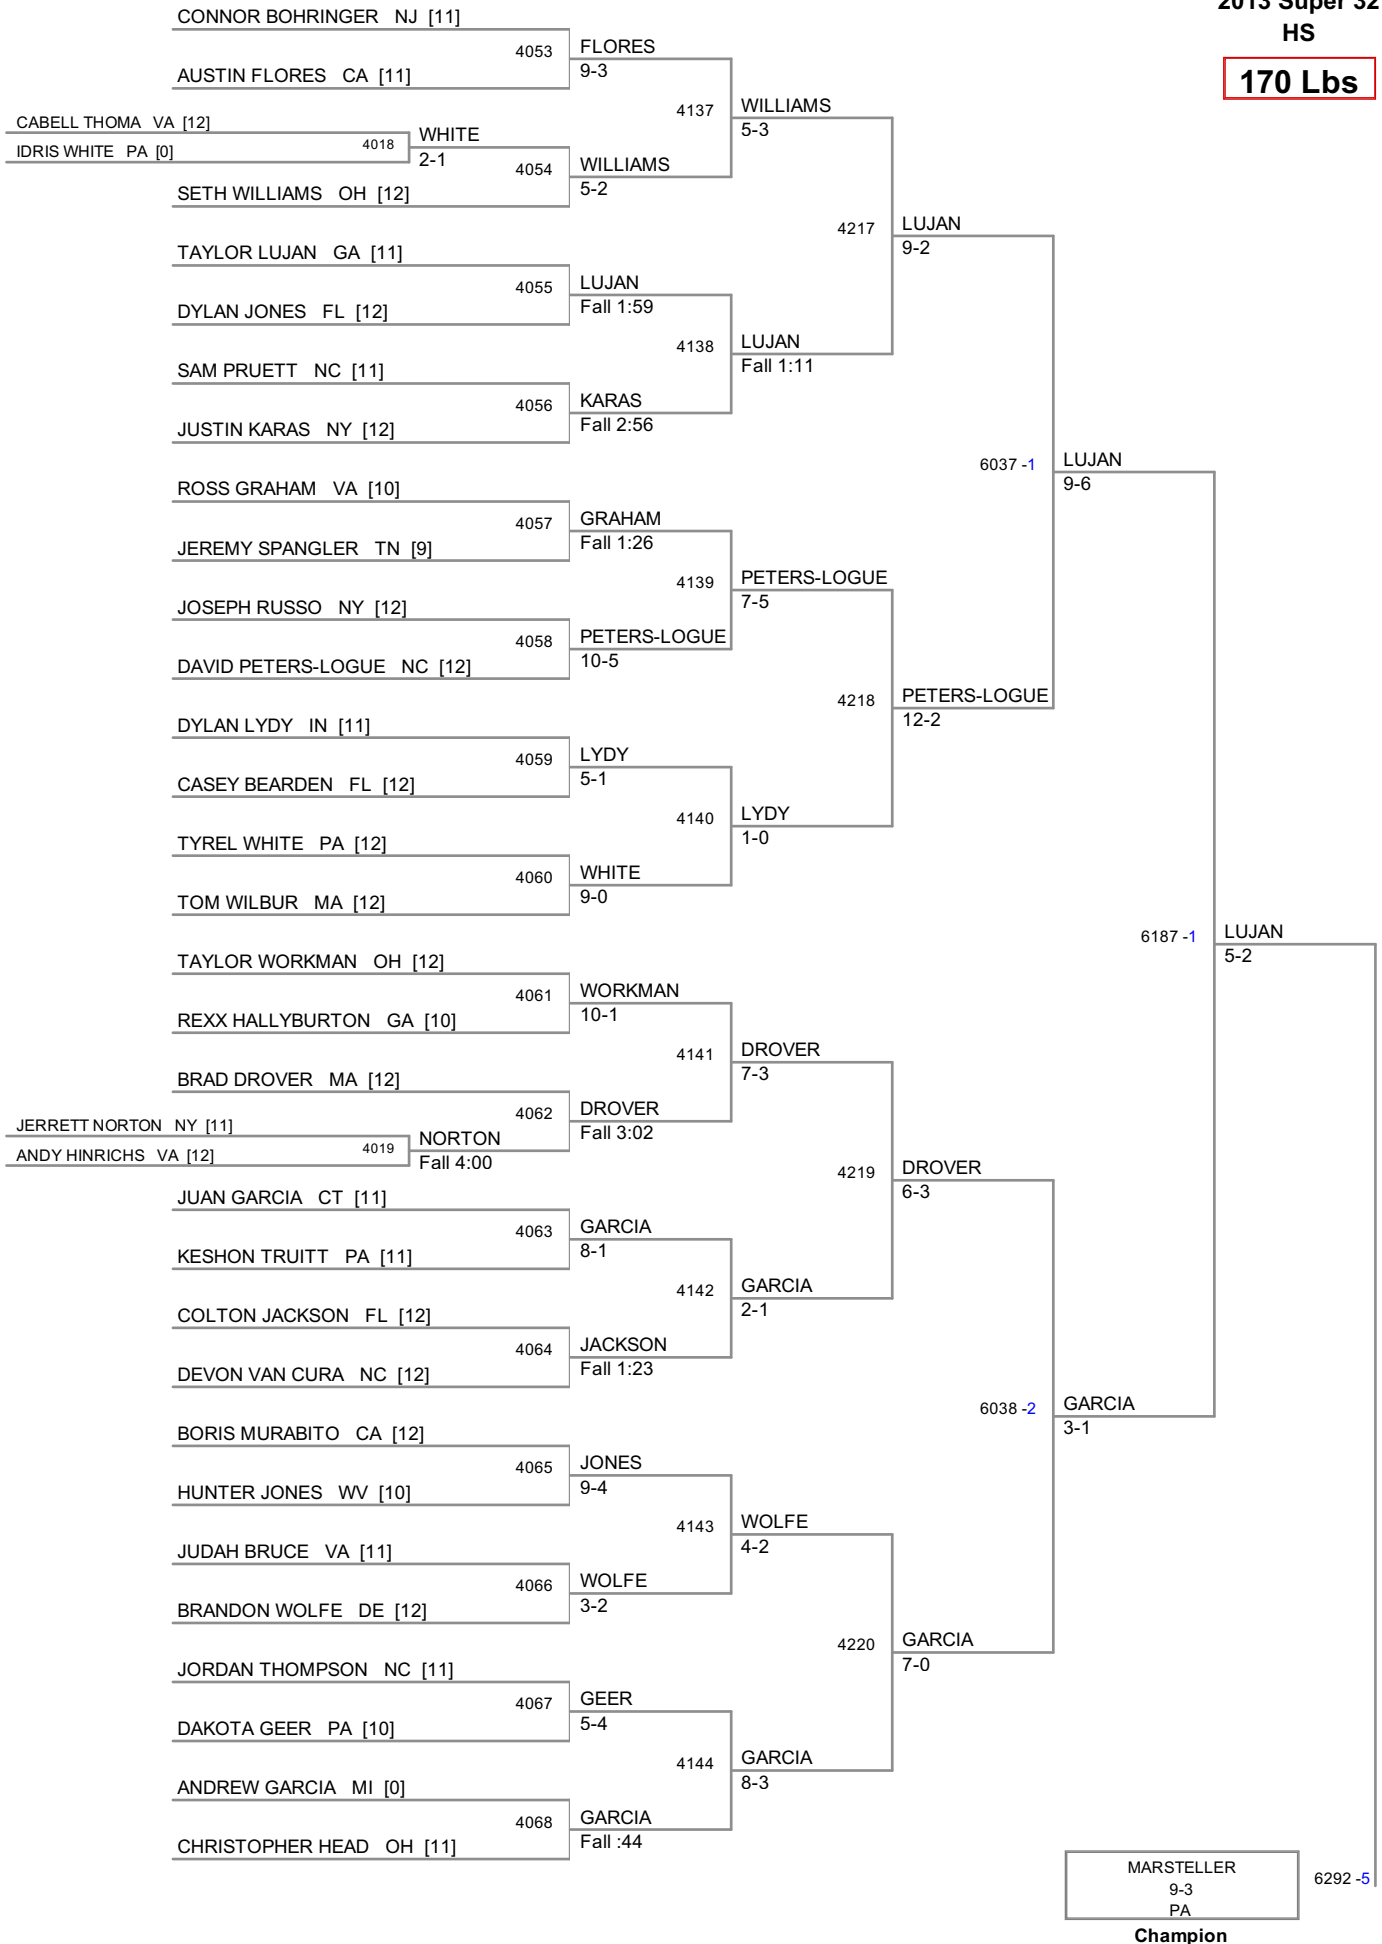 2013 Super 32
HS
170 Lbs
CONNOR BOHRINGER NJ [11]
4053
FLORES
9-3
AUSTIN FLORES CA [11]
4137
WILLIAMS
5-3
CABELL THOMA VA [12]
IDRIS WHITE PA [0]
4018
WHITE
2-1
4054
WILLIAMS
5-2
SETH WILLIAMS OH [12]
4217
LUJAN
9-2
TAYLOR LUJAN GA [11]
4055
LUJAN
Fall 1:59
DYLAN JONES FL [12]
4138
LUJAN
Fall 1:11
SAM PRUETT NC [11]
4056
KARAS
Fall 2:56
JUSTIN KARAS NY [12]
6037 -1
LUJAN
9-6
ROSS GRAHAM VA [10]
4057
GRAHAM
Fall 1:26
JEREMY SPANGLER TN [9]
4139
PETERS-LOGUE
7-5
JOSEPH RUSSO NY [12]
4058
PETERS-LOGUE
10-5
DAVID PETERS-LOGUE NC [12]
4218
PETERS-LOGUE
12-2
DYLAN LYDY IN [11]
4059
LYDY
5-1
CASEY BEARDEN FL [12]
4140
LYDY
1-0
TYREL WHITE PA [12]
4060
WHITE
9-0
TOM WILBUR MA [12]
6187 -1
LUJAN
5-2
TAYLOR WORKMAN OH [12]
4061
WORKMAN
10-1
REXX HALLYBURTON GA [10]
4141
DROVER
7-3
BRAD DROVER MA [12]
4062
DROVER
Fall 3:02
JERRETT NORTON NY [11]
ANDY HINRICHS VA [12]
4019
NORTON
Fall 4:00
4219
DROVER
6-3
JUAN GARCIA CT [11]
4063
GARCIA
8-1
KESHON TRUITT PA [11]
4142
GARCIA
2-1
COLTON JACKSON FL [12]
4064
JACKSON
Fall 1:23
DEVON VAN CURA NC [12]
6038 -2
GARCIA
3-1
BORIS MURABITO CA [12]
4065
JONES
9-4
HUNTER JONES WV [10]
4143
WOLFE
4-2
JUDAH BRUCE VA [11]
4066
WOLFE
3-2
BRANDON WOLFE DE [12]
4220
GARCIA
7-0
JORDAN THOMPSON NC [11]
4067
GEER
5-4
DAKOTA GEER PA [10]
4144
GARCIA
8-3
ANDREW GARCIA MI [0]
4068
GARCIA
Fall :44
CHRISTOPHER HEAD OH [11]
MARSTELLER
9-3
PA
6292 -5
Champion